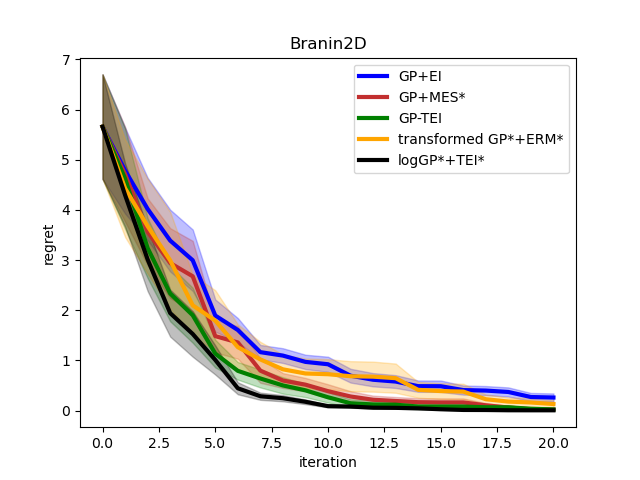 Branin2D
regret
7
6
5
4
3
2
1
0
GP+EI
GP+MES*
GP-TEI
transformed GP*+ERM*
logGP*+TEI*
0.0 2.5 5.0 7.5 10.0 12.5 15.0 17.5 20.0
iteration